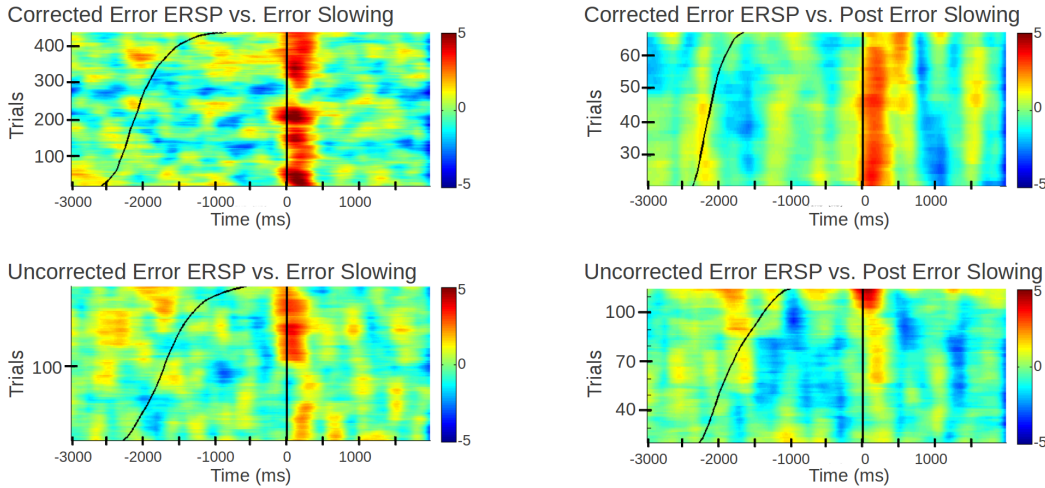 Corrected Error ERSP vs. Error Slowing
5
0
-5
400
300
200
100
Trials
-3000 -2000 -1000 0 1000
Time (ms)
Corrected Error ERSP vs. Post Error Slowing
5
0
-5
60
50
40
30
Trials
-3000 -2000 -1000 0 1000
Time (ms)
Uncorrected Error ERSP vs. Error Slowing
5
0
-5
100
Trials
-3000 -2000 -1000 0 1000
Time (ms)
Uncorrected Error ERSP vs. Post Error Slowing
5
0
-5
100
70
40
Trials
-3000 -2000 -1000 0 1000
Time (ms)